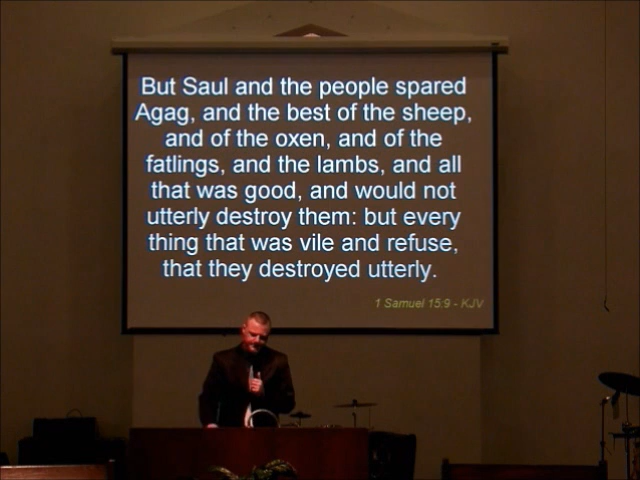 But Saul and the people spared
Agag, and the best of the sheep,
and of the oxen, and of the
fatlings, and the lambs, and all
that was good, and would not
utterly destroy them: but every
thing that was vile and refuse,
that they destroyed utterly.
1 Samuel 15:9 - KJV